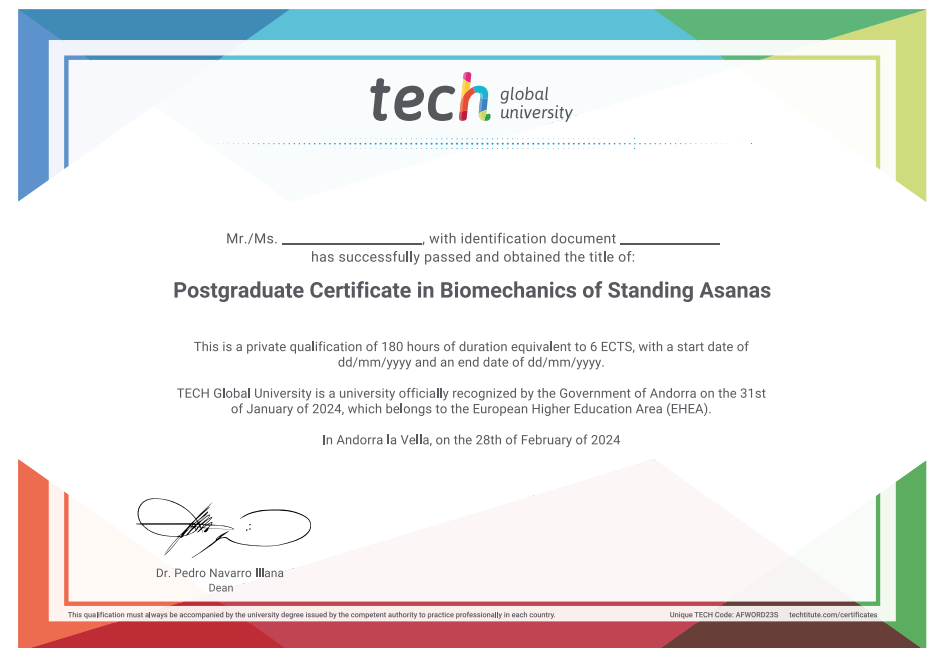 tech global university
Mr./Ms. ____________________, with identification document ______________
has successfully passed and obtained the title of:
Postgraduate Certificate in Biomechanics of Standing Asanas
This is a private qualification of 180 hours of duration equivalent to 6 ECTS, with a start date of
dd/mm/yyyy and an end date of dd/mm/yyyy.
TECH Global University is a university officially recognized by the Government of Andorra on the 31st
of January of 2024, which belongs to the European Higher Education Area (EHEA).
In Andorra la Vella, on the 28th of February of 2024
Dr. Pedro Navarro Illana
Dean
This qualification must always be accompanied by the university degree issued by the competent authority to practice professionally in each country. Unique TECH Code: AFWORD23S techtitute.com/certificates